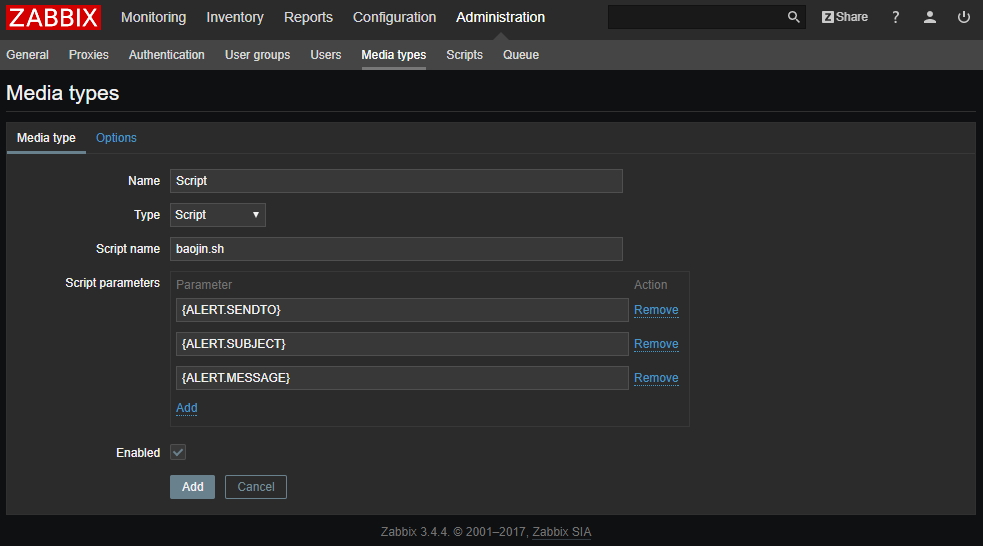 ZABBIX Monitoring Inventory Reports Configuration Administration Z Share ?
General Proxies Authentication User groups Users Media types Scripts Queue
Media types
Media type Options
Name Script
Type Script
Script name baojin.sh
Script parameters Parameter Action
{ALERT.SENDTO} Remove
{ALERT.SUBJECT} Remove
{ALERT.MESSAGE} Remove
Add
Enabled
Add Cancel
Zabbix 3.4.4. © 2001–2017, Zabbix SIA